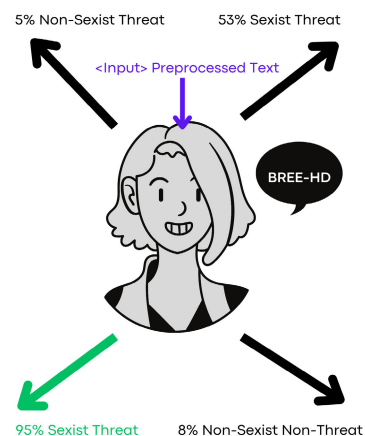 5% Non-Sexist Threat
53% Sexist Threat
<Input> Preprocessed Text
BREE-HD
95% Sexist Threat
8% Non-Sexist Non-Threat